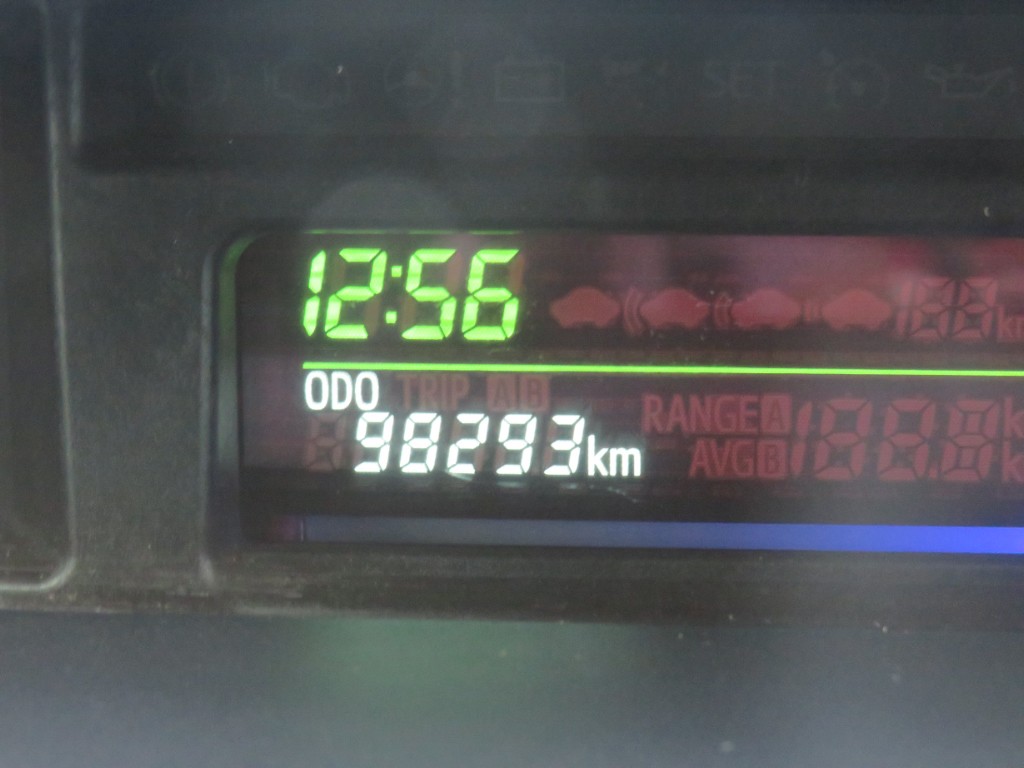 SET
12:56
ODO TRIP A B
98293km
RANGE A
AVG B